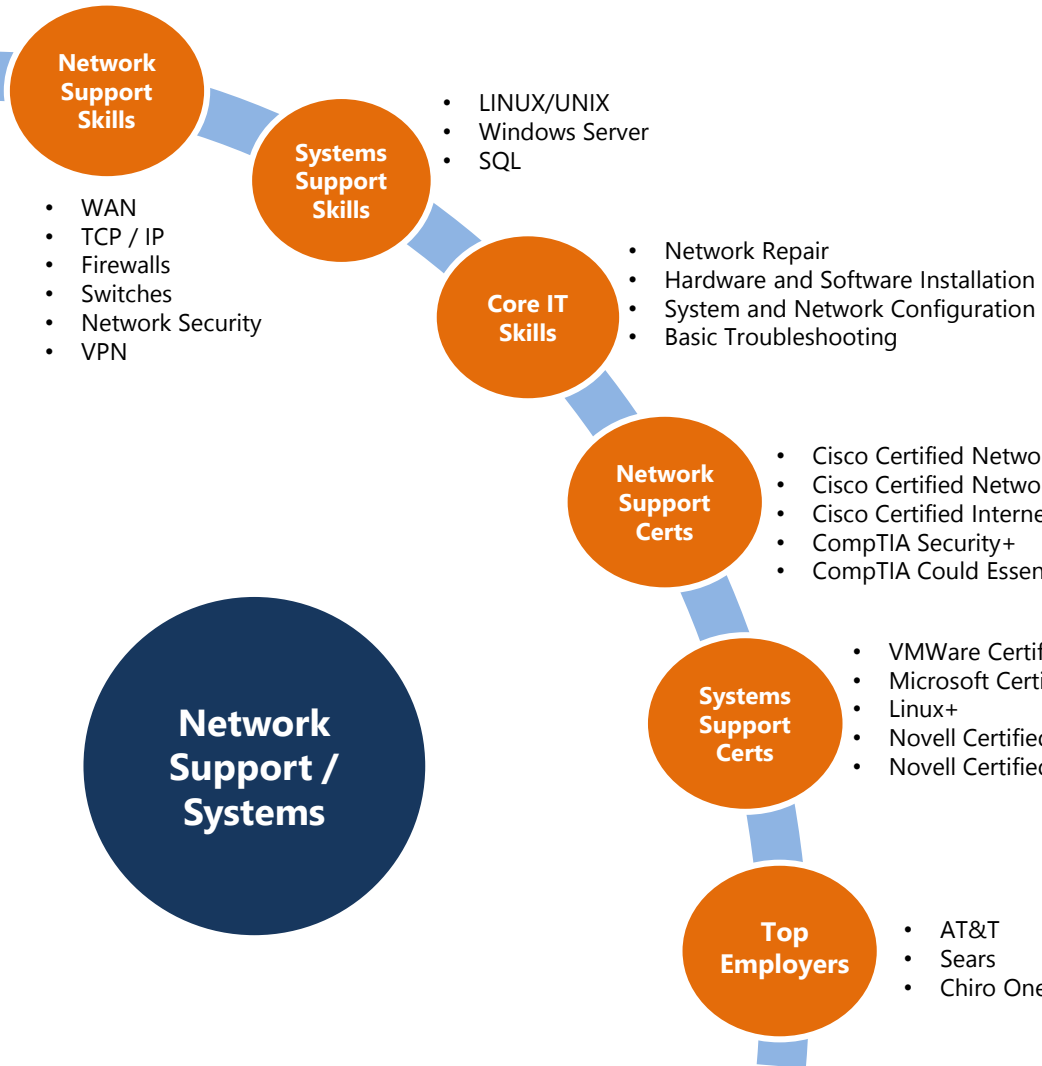 Network
Support
Skills
• WAN
• TCP / IP
• Firewalls
• Switches
• Network Security
• VPN
Systems
Support
Skills
• LINUX/UNIX
• Windows Server
• SQL
Core IT
Skills
• Network Repair
• Hardware and Software Installation
• System and Network Configuration
• Basic Troubleshooting
Network
Support
Certs
• Cisco Certified
• Cisco Certified
• Cisco Certified
• CompTIA Security+
• CompTIA Could
Systems
Support
Certs
• VMWare
• Microsoft
• Linux+
• Novell Certified
• Novell
Network
Support /
Systems
Top
Employers
• AT&T
• Sears
• Chiro One